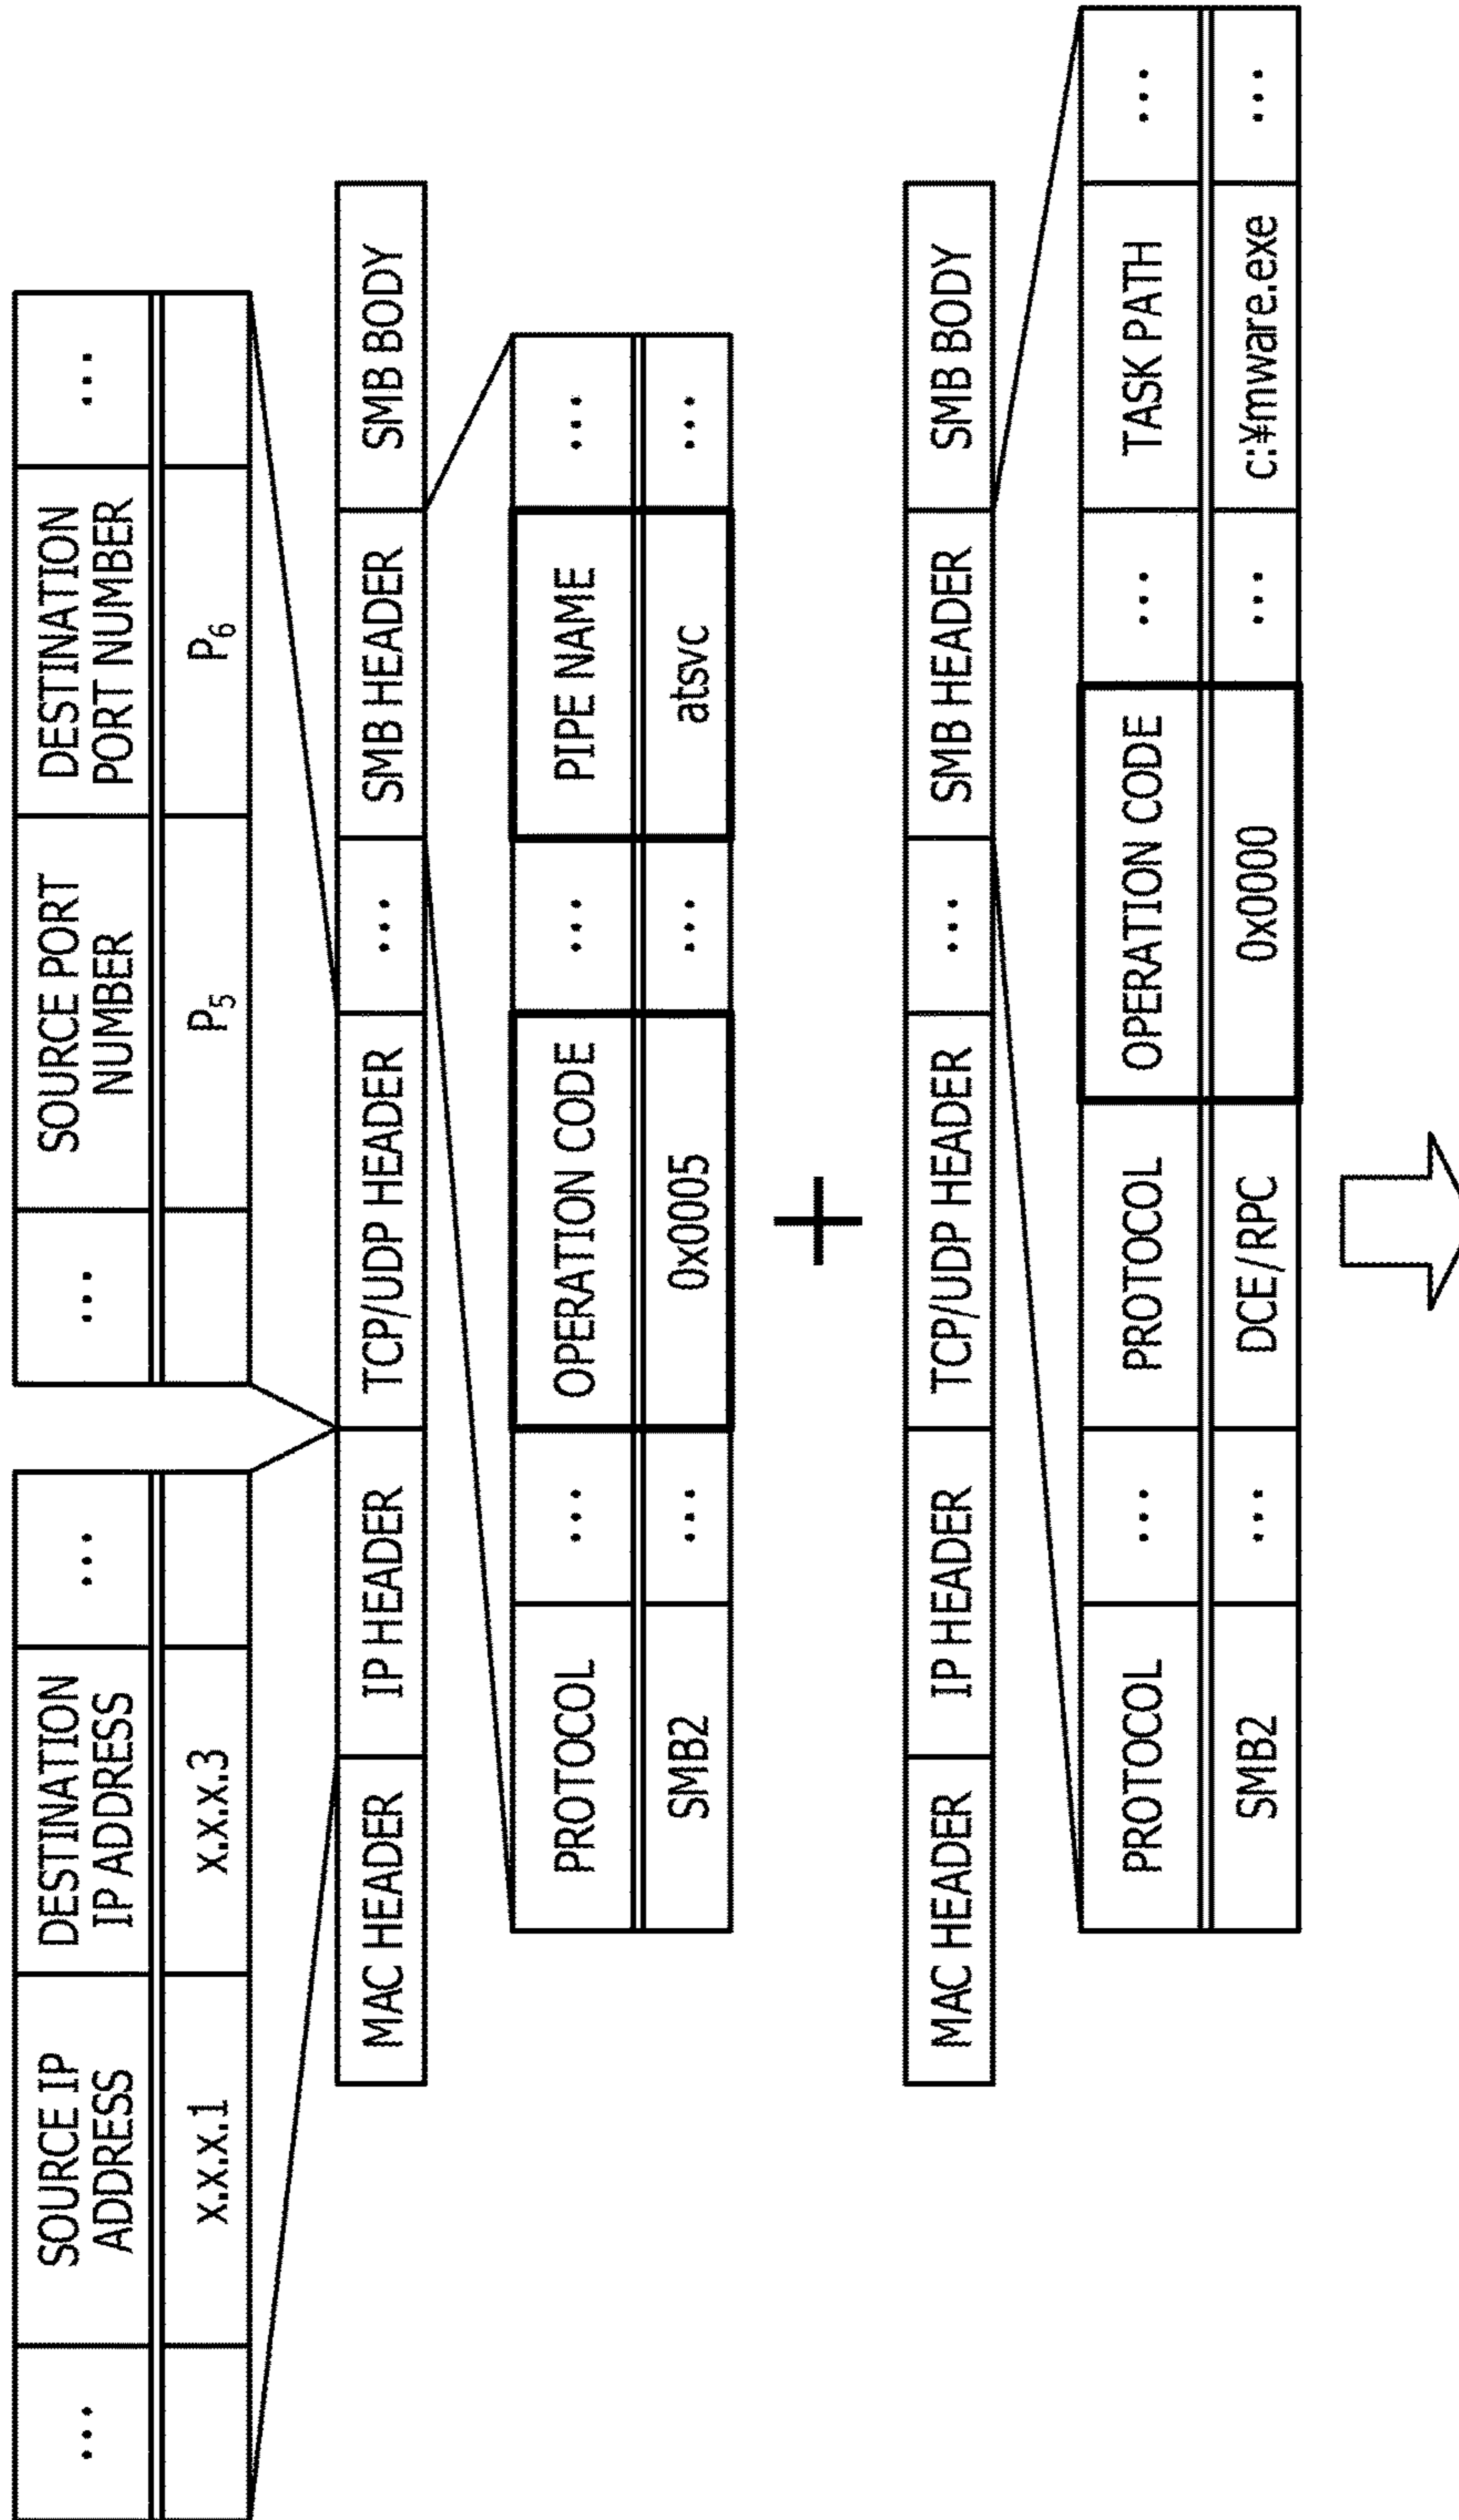 ... SOURCE IP DESTINATION ...
ADDRESS IP ADDRESS
x.x.x.1 x.x.x.3
... SOURCE PORT DESTINATION ...
NUMBER PORT NUMBER
P5 P6
MAC HEADER IP HEADER TCP/UDP HEADER ... SMB HEADER SMB BODY
PROTOCOL ... OPERATION CODE ... PIPE NAME ...
SMB2 ... 0x0005 ... atsvc ...
+
MAC HEADER IP HEADER TCP/UDP HEADER ... SMB HEADER SMB BODY
PROTOCOL ... PROTOCOL OPERATION CODE ... TASK PATH ...
SMB2 ... DCE/RPC 0x0000 ... c:¥mware.exe ...